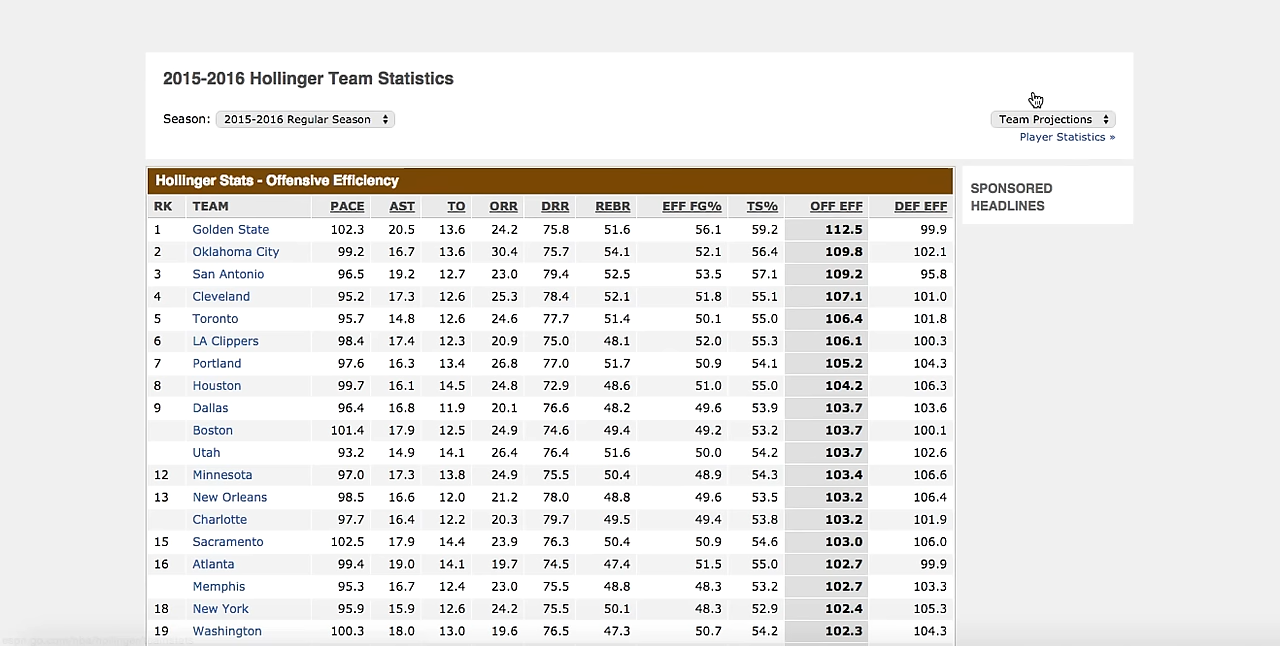 2015-2016 Hollinger Team Statistics
Season: 2015-2016 Regular Season
Team Projections
Player Statistics »
Hollinger Stats - Offensive Efficiency
RK TEAM PACE AST TO ORR DRR REBR EFF FG% TS% OFF EFF DEF EFF
1 Golden State 102.3 20.5 13.6 24.2 75.8 51.6 56.1 59.2 112.5 99.9
2 Oklahoma City 99.2 16.7 13.6 30.4 75.7 54.1 52.1 56.4 109.8 102.1
3 San Antonio 96.5 19.2 12.7 23.0 79.4 52.5 53.5 57.1 109.2 95.8
4 Cleveland 95.2 17.3 12.6 25.3 78.4 52.1 51.8 55.1 107.1 101.0
5 Toronto 95.7 14.8 12.6 24.6 77.7 51.4 50.1 55.0 106.4 101.8
6 LA Clippers 98.4 17.4 12.3 20.9 75.0 48.1 52.0 55.3 106.1 100.3
7 Portland 97.6 16.3 13.4 26.8 77.0 51.7 50.9 54.1 105.2 104.3
8 Houston 99.7 16.1 14.5 24.8 72.9 48.6 51.0 55.0 104.2 106.3
9 Dallas 96.4 16.8 11.9 20.1 76.6 48.2 49.6 53.9 103.7 103.6
Boston 101.4 17.9 12.5 24.9 74.6 49.4 49.2 53.2 103.7 100.1
Utah 93.2 14.9 14.1 26.4 76.4 51.6 50.0 54.2 103.7 102.6
12 Minnesota 97.0 17.3 13.8 24.9 75.5 50.4 48.9 54.3 103.4 106.6
13 New Orleans 98.5 16.6 12.0 21.2 78.0 48.8 49.6 53.5 103.2 106.4
Charlotte 97.7 16.4 12.2 20.3 79.7 49.5 49.4 53.8 103.2 101.9
15 Sacramento 102.5 17.9 14.4 23.9 76.3 50.4 50.9 54.6 103.0 106.0
16 Atlanta 99.4 19.0 14.1 19.7 74.5 47.4 51.5 55.0 102.7 99.9
Memphis 95.3 16.7 12.4 23.0 75.5 48.8 48.3 53.2 102.7 103.3
18 New York 95.9 15.9 12.6 24.2 75.5 50.1 48.3 52.9 102.4 105.3
19 Washington 100.3 18.0 13.0 19.6 76.5 47.3 50.7 54.2 102.3 104.3
SPONSORED
HEADLINES